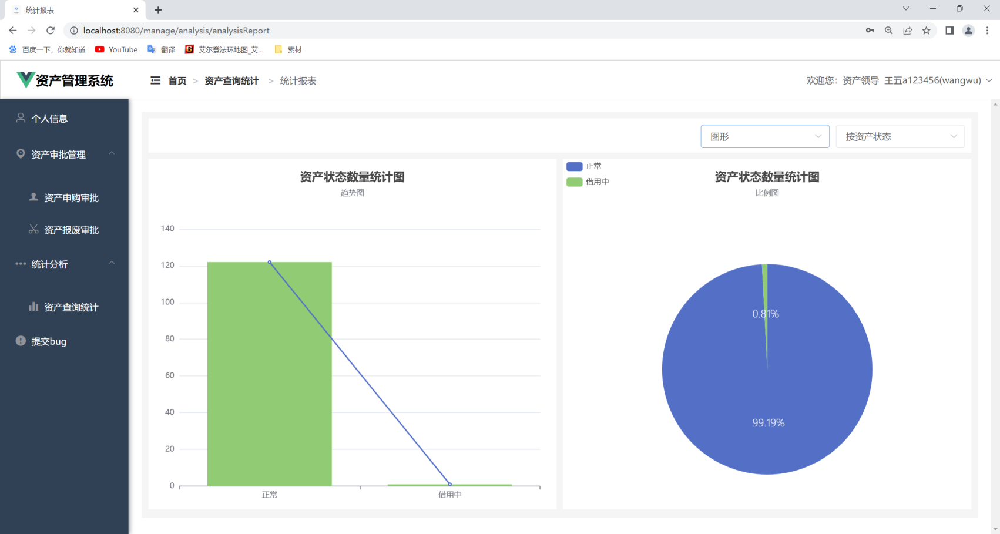 统计报表
localhost:8080/manage/analysis/analysisReport
百度一下，你就知道 YouTube 翻译 艾尔登法环地图_艾... 素材
资产管理系统 首页 > 资产查询统计 > 统计报表 欢迎您：资产领导 王五a123456(wangwu)
个人信息
资产审批管理
资产申购审批
资产报废审批
统计分析
资产查询统计
提交bug
图形 按资产状态
资产状态数量统计图
趋势图
140
120
100
80
60
40
20
0
正常 借用中
正常
借用中
资产状态数量统计图
比例图
0.81%
99.19%